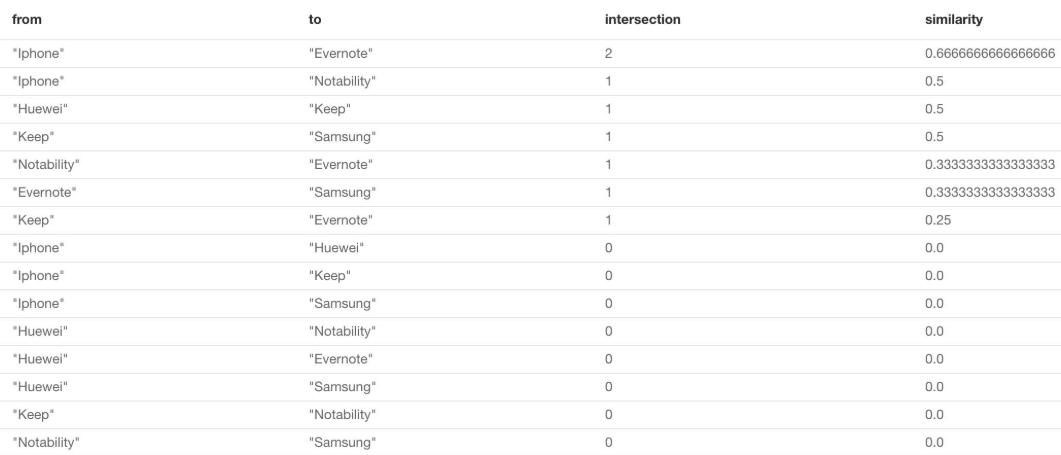 from to intersection similarity
"Iphone" "Evernote" 2 0.6666666666666666
"Iphone" "Notability" 1 0.5
"Huewei" "Keep" 1 0.5
"Keep" "Samsung" 1 0.5
"Notability" "Evernote" 1 0.3333333333333333
"Evernote" "Samsung" 1 0.3333333333333333
"Keep" "Evernote" 1 0.25
"Iphone" "Huewei" 0 0.0
"Iphone" "Keep" 0 0.0
"Iphone" "Samsung" 0 0.0
"Huewei" "Notability" 0 0.0
"Huewei" "Evernote" 0 0.0
"Huewei" "Samsung" 0 0.0
"Keep" "Notability" 0 0.0
"Notability" "Samsung" 0 0.0